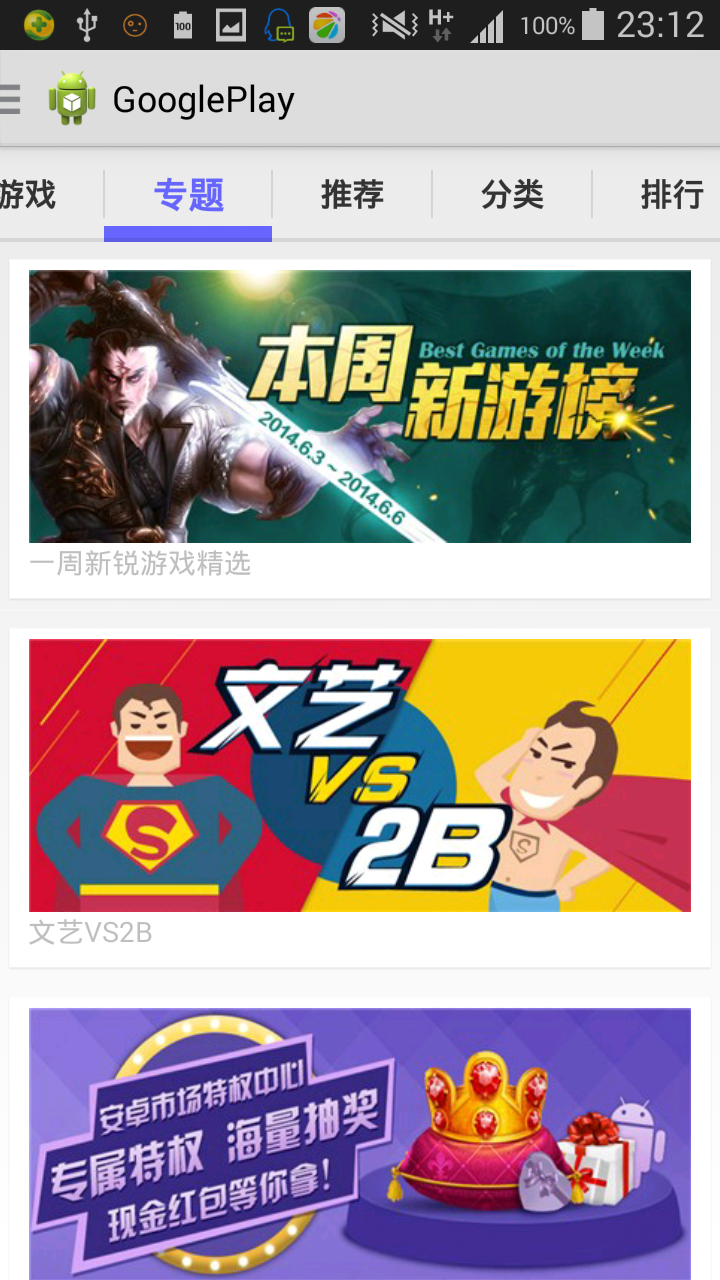 100
H+
100%
23:12
GooglePlay
游戏
专题
推荐
分类
排行
本周
Best Games of the Week
新游榜
2014.6.3 ~ 2014.6.6
一周新锐游戏精选
文艺
VS
2B
S
S
文艺VS2B
安卓市场特权中心
专属特权 海量抽奖
现金红包等你拿!